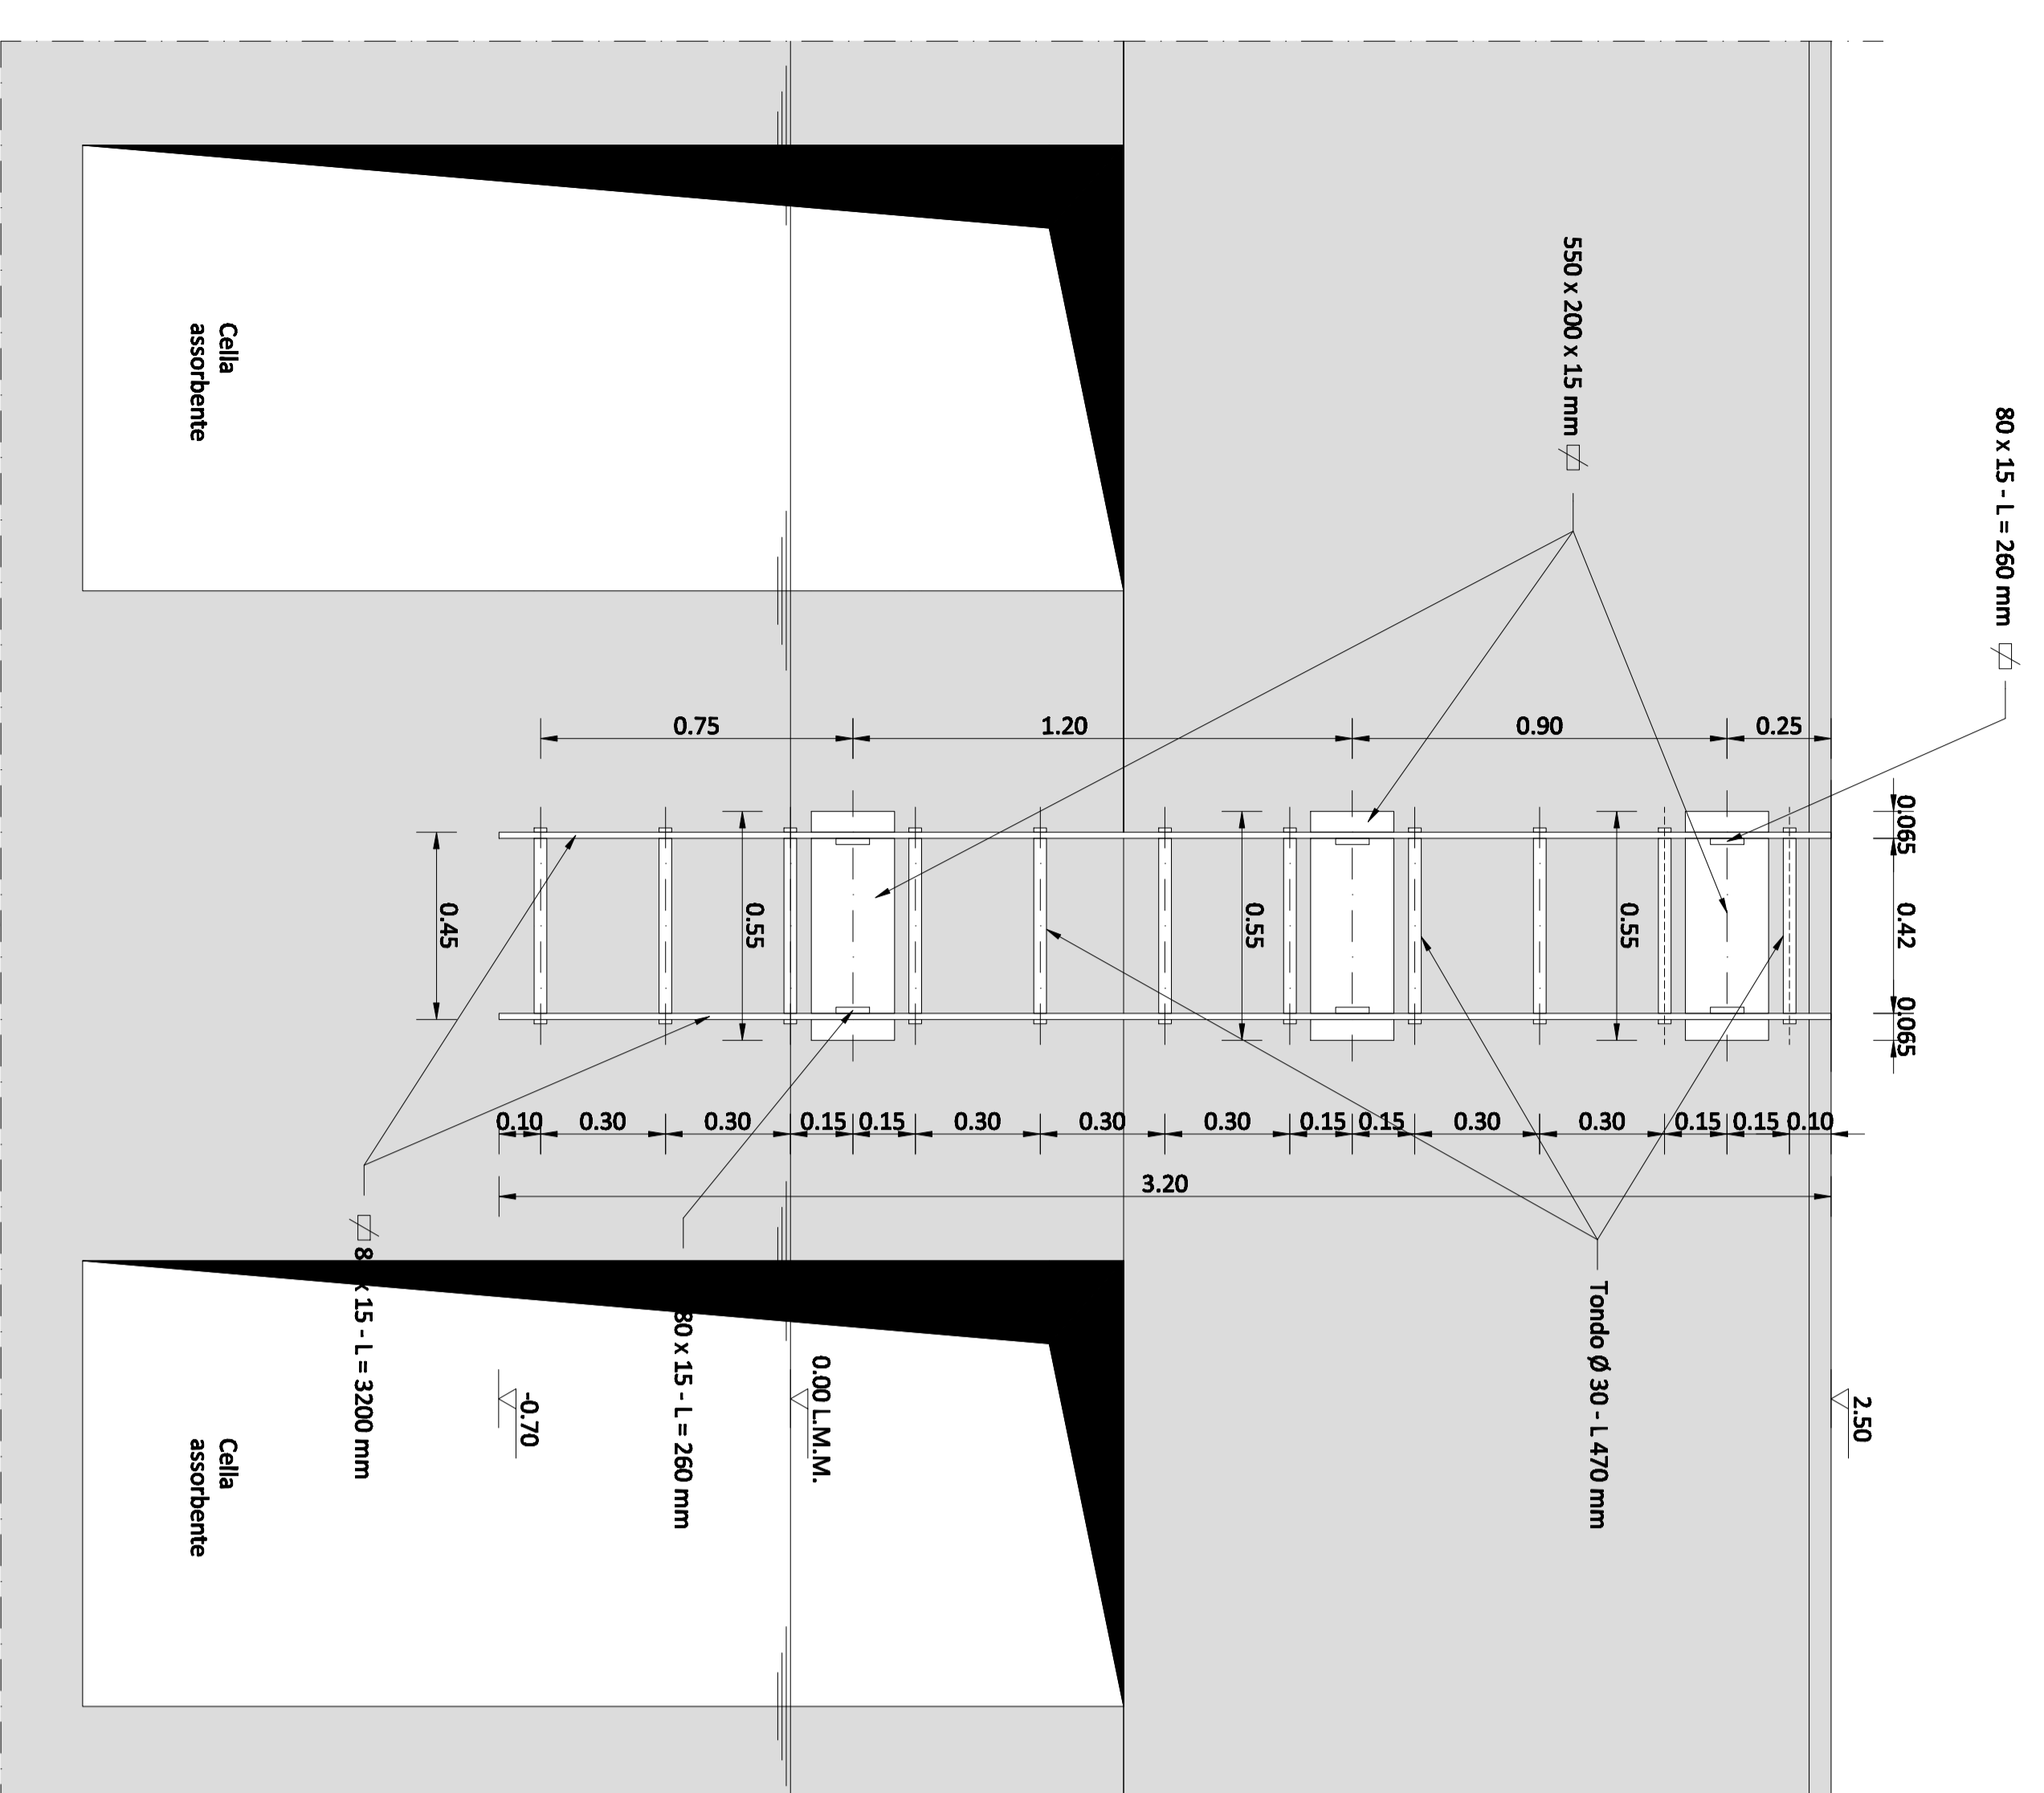 80 x 15 - L = 260 mm
0.065
0.42
0.065
2.50
550 x 200 x 15 mm
Tondo Ø 30 - L 470 mm
0.25
0.90
1.20
0.75
0.55
0.55
0.55
0.45
0.10
0.15
0.15
0.30
0.30
0.15
0.15
0.30
0.30
0.30
0.15
0.15
0.30
0.30
0.10
3.20
0.00 L.M.M.
80 x 15 - L = 260 mm
-0.70
80 x 15 - L = 3200 mm
Cella
assorbente
Cella
assorbente